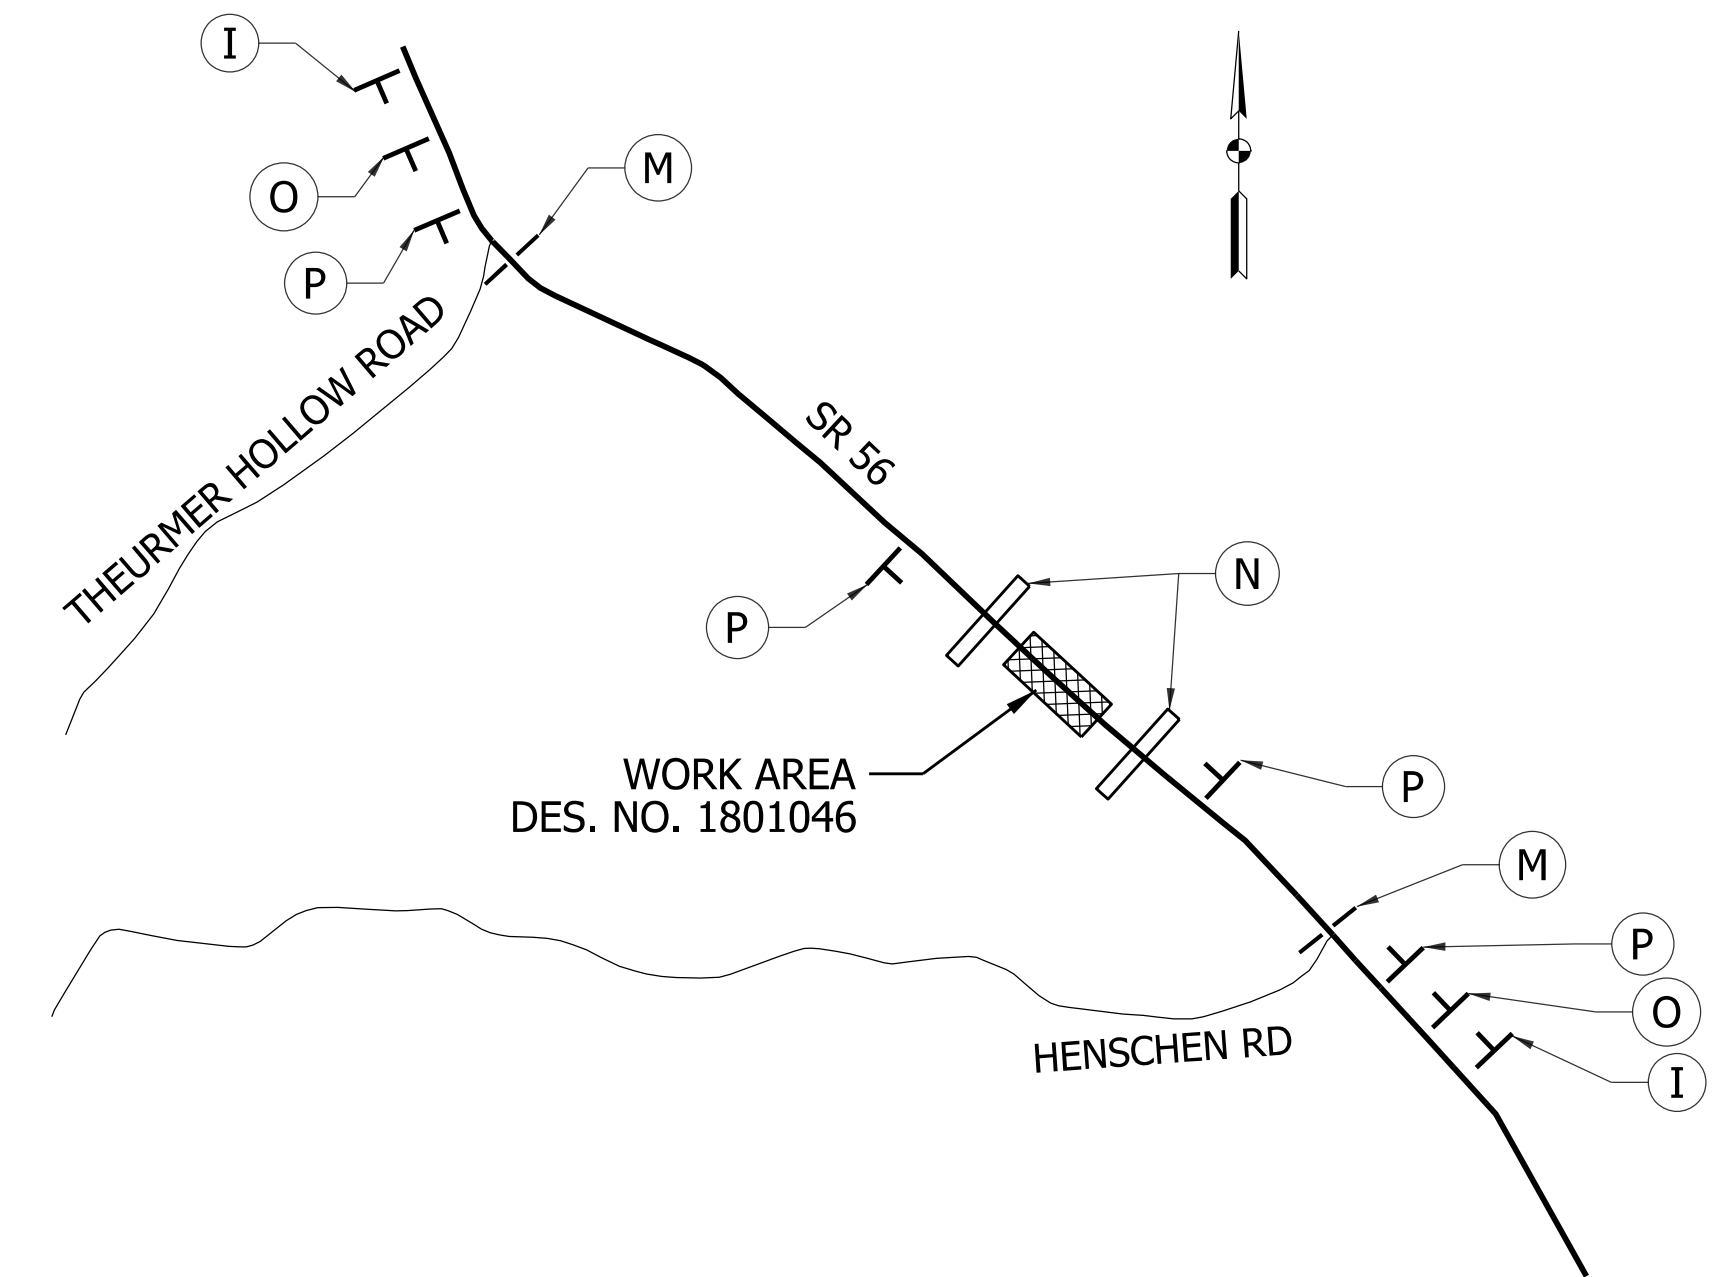 I
M
O
P
THEURMER HOLLOW ROAD
SR 56
N
P
WORK AREA
DES. NO. 1801046
P
M
P
O
HENSCHEN RD
I